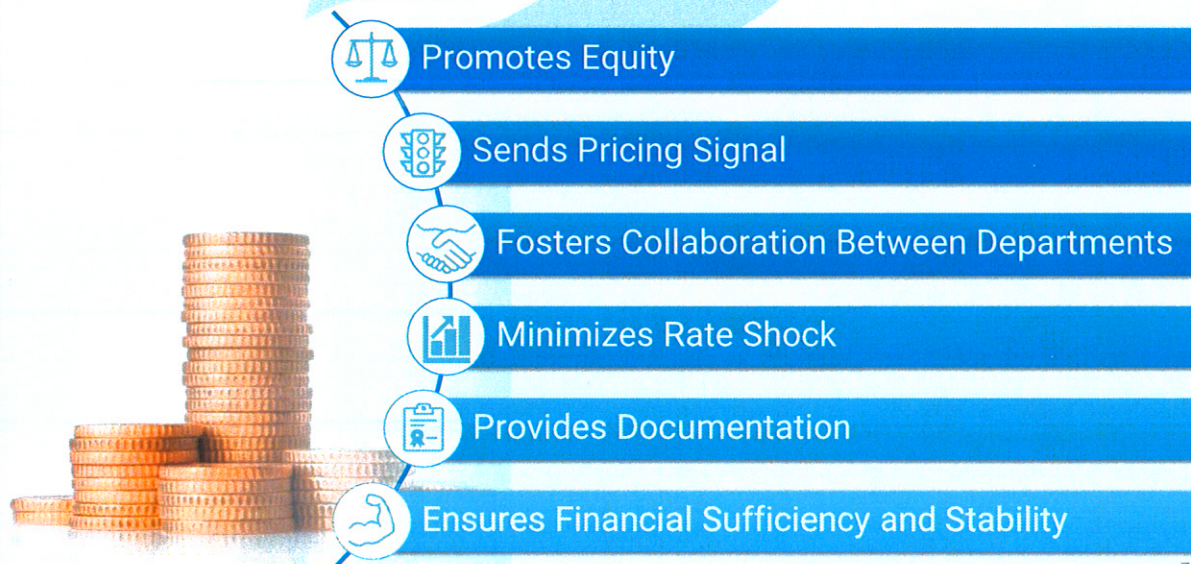 Promotes Equity
Sends Pricing Signal
Fosters Collaboration Between Departments
Minimizes Rate Shock
Provides Documentation
Ensures Financial Sufficiency and Stability